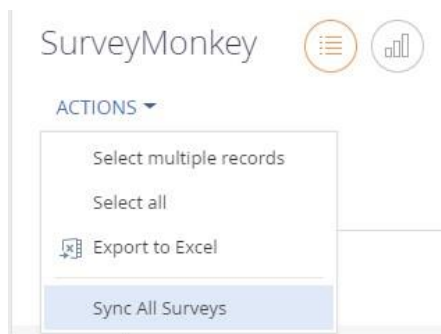 SurveyMonkey
ACTIONS
Select multiple records
Select all
Export to Excel
Sync All Surveys